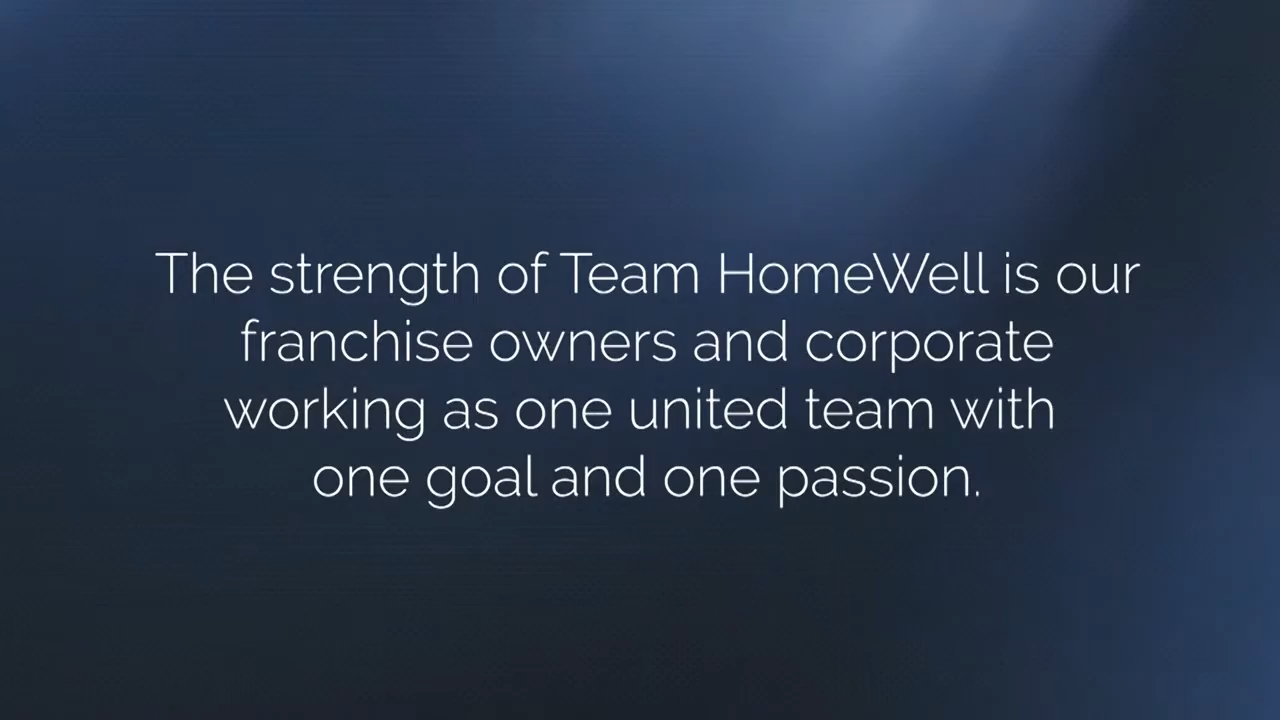 The strength of Team HomeWell is our
franchise owners and corporate
working as one united team with
one goal and one passion.